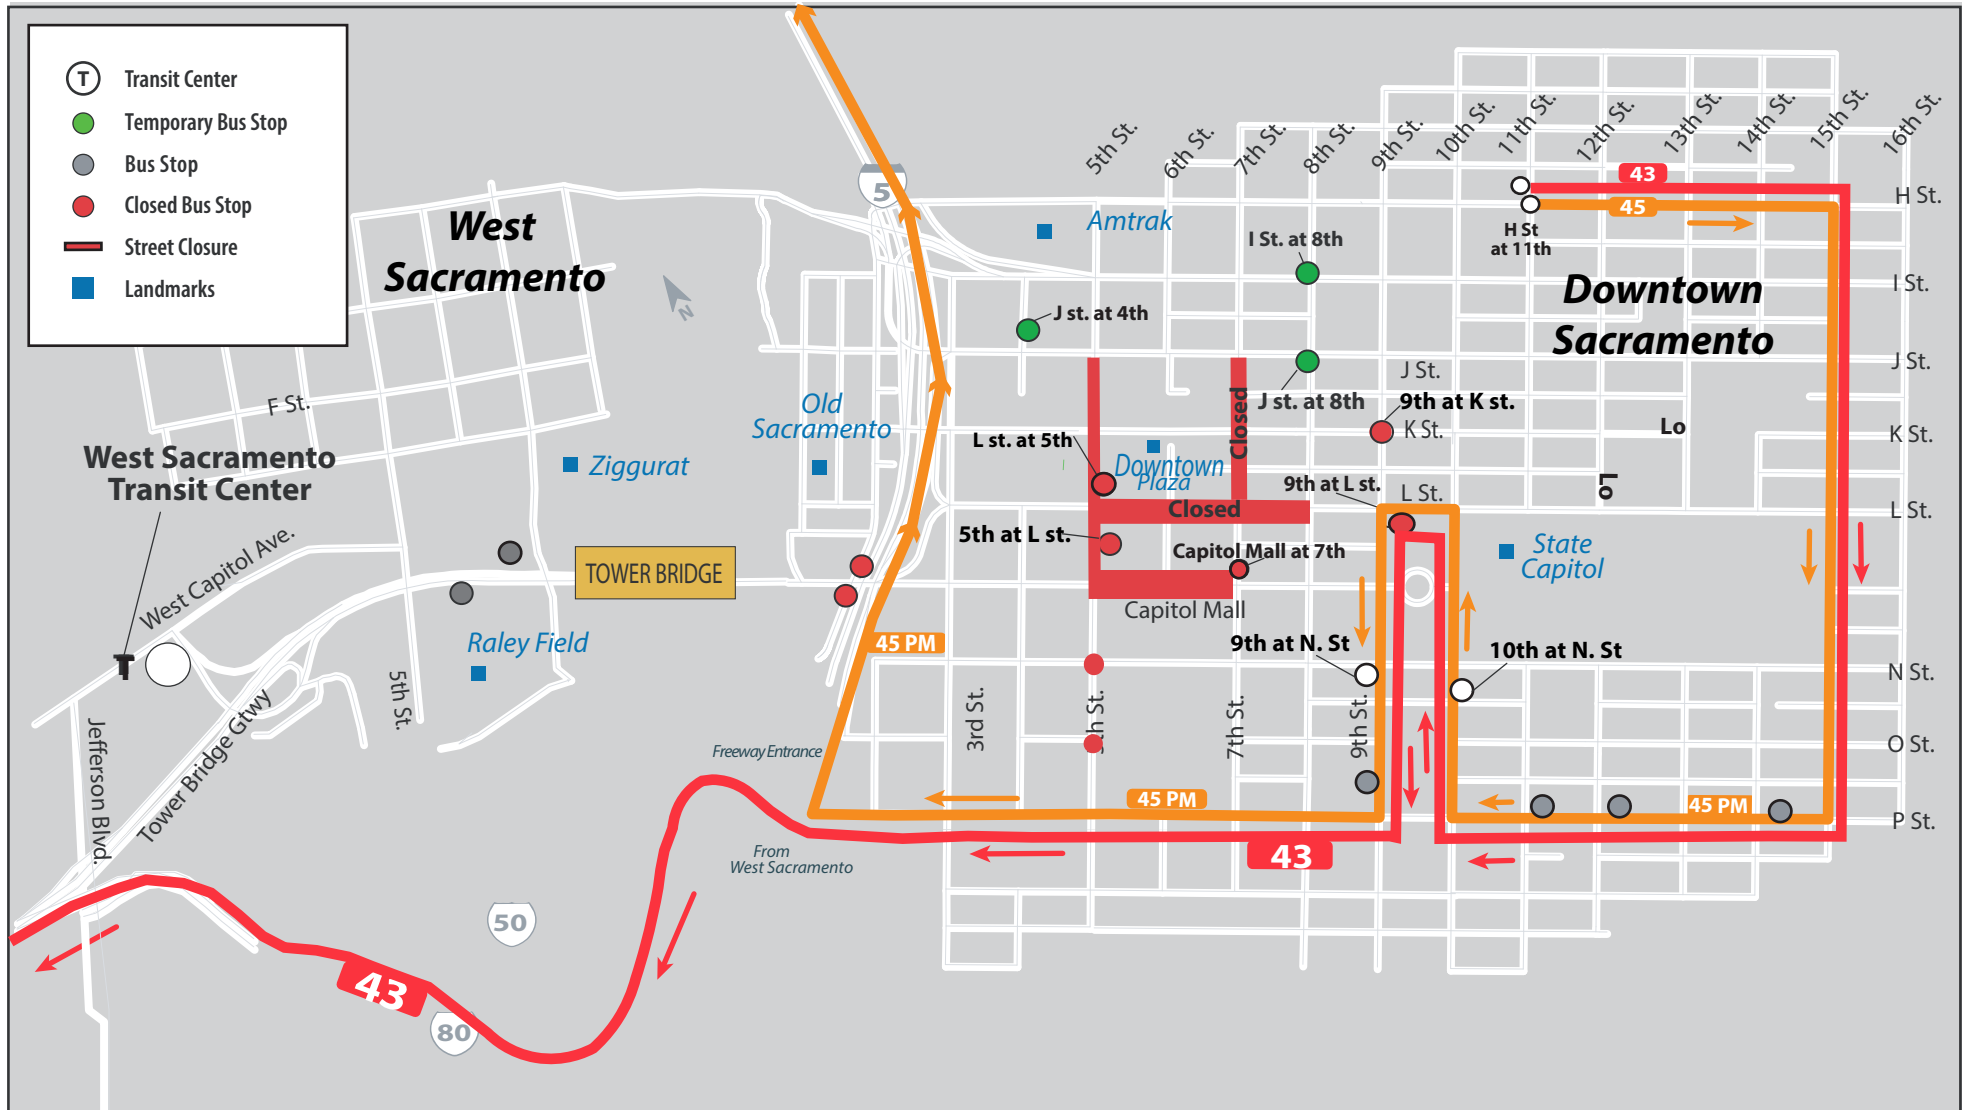 T Transit Center
Temporary Bus Stop
Bus Stop
Closed Bus Stop
Street Closure
Landmarks
West
Sacramento
5
N
5th St.
6th St.
7th St.
8th St.
9th St.
10th St.
11th St.
12th St.
13th St.
14th St.
15th St.
16th St.
43
45
H St
at 11th
H St.
I St.
J St.
K St.
L St.
N St.
O St.
P St.
Amtrak
I St. at 8th
J st. at 4th
Downtown
Sacramento
J St.
J st. at 8th
9th at K st.
K St.
Lo
Lo
F St.
Old
Sacramento
Closed
L st. at 5th
Downtown
Plaza
West Sacramento
Transit Center
Ziggurat
9th at L st.
L St.
Closed
5th at L st.
Capitol Mall at 7th
State
Capitol
West Capitol Ave.
TOWER BRIDGE
Capitol Mall
Raley Field
45 PM
9th at N. St
10th at N. St
T
5th St.
Jefferson Blvd.
Tower Bridge Gtwy
3rd St.
5th St.
7th St.
9th St.
Freeway Entrance
45 PM
45 PM
From
West Sacramento
43
50
43
80